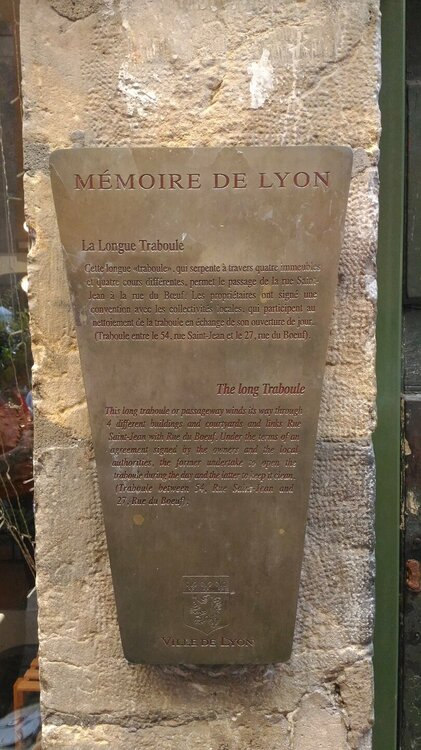 MÉMOIRE DE LYON
La Longue Traboule
Cette longue «traboule», qui serpente à travers quatre immeubles
et quatre cours différentes, permet le passage de la rue Saint-
Jean à la rue du Bœuf. Les propriétaires ont signé une
convention avec les collectivités locales, qui participent au
nettoiement de la traboule en échange de son ouverture de jour.
(Traboule entre le 54, rue Saint-Jean et le 27, rue du Boeuf).
The long Traboule
This long traboule or passageway winds its way through
4 different buildings and courtyards and links Rue
Saint-Jean with Rue du Bœuf. Under the terms of an
agreement signed by the owners and the local
authorities, the former undertake to open the
traboule during the day and the latter to keep it clean.
(Traboule between 54, Rue Saint-Jean and
27, Rue du Bœuf).
VILLE DE LYON